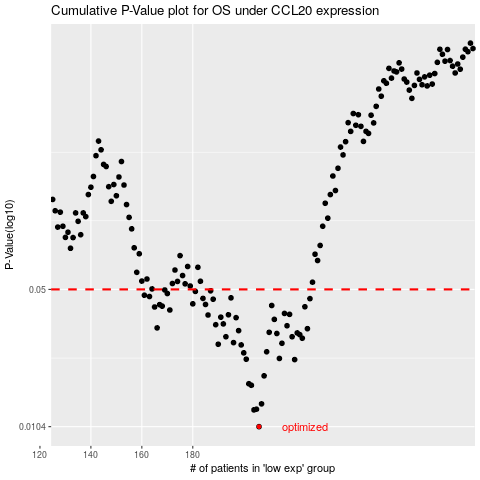 Cumulative P-Value plot for OS under CCL20 expression
P-Value(log10)
0.05
0.0104
optimized
120 140 160 180
# of patients in 'low exp' group